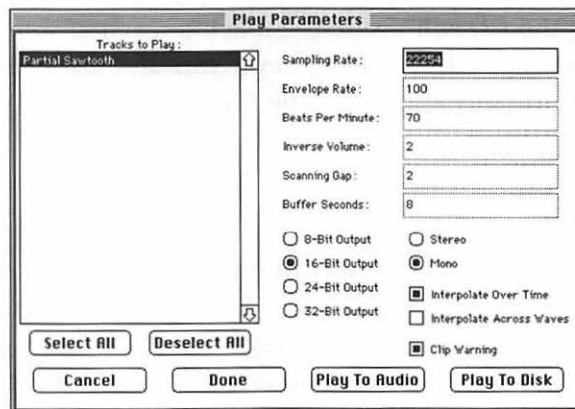 Play Parameters
Tracks to Play :
Partial Sawtooth
Sampling Rate : 22254
Envelope Rate : 100
Beats Per Minute : 70
Inverse Volume : 2
Scanning Gap : 2
Buffer Seconds : 8
8-Bit Output
Stereo
16-Bit Output
Mono
24-Bit Output
Interpolate Over Time
32-Bit Output
Interpolate Across Waves
Select All
Deselect All
Clip Warning
Cancel
Done
Play To Audio
Play To Disk